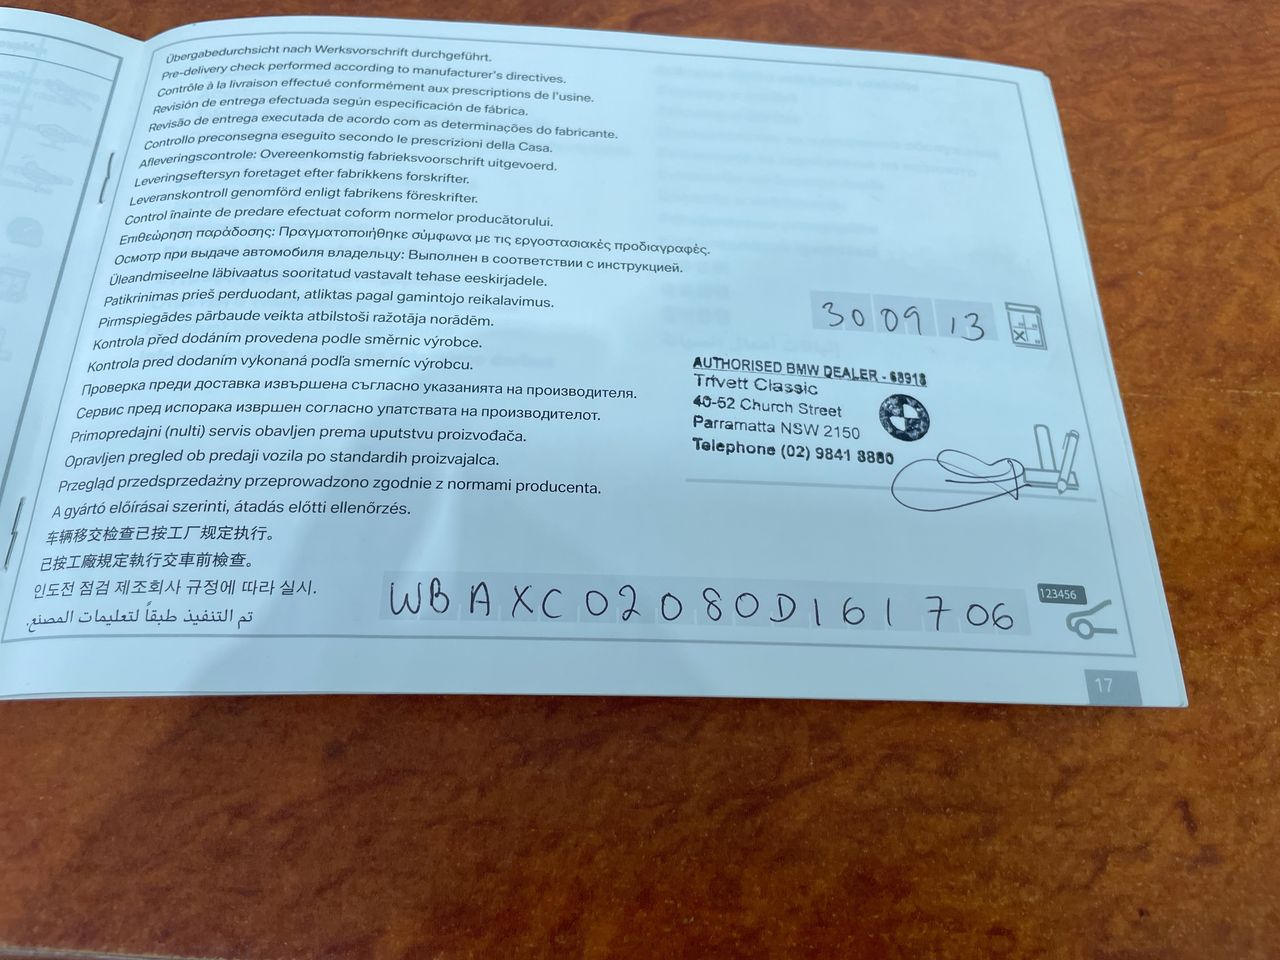 Übergabedurchsicht nach Werksvorschrift durchgeführt.
Pre-delivery check performed according to manufacturer's directives.
Contrôle à la livraison effectué conformément aux prescriptions de l'usine.
Revisión de entrega efectuada según especificación de fábrica.
Revisão de entrega executada de acordo com as determinações do fabricante.
Controllo preconsegna eseguito secondo le prescrizioni della Casa.
Afleveringscontrole: Overeenkomstig fabrieksvoorschrift uitgevoerd.
Leveringseftersyn foretaget efter fabrikkens forskrifter.
Leveranskontroll genomförd enligt fabrikens föreskrifter.
Control înainte de predare efectuat coform normelor producătorului.
Επιθεώρηση παράδοσης: Πραγματοποιήθηκε σύμφωνα με τις εργοστασιακές προδιαγραφές.
Осмотр при выдаче автомобиля владельцу: Выполнен в соответствии с инструкцией.
Üleandmiseelne läbivaatus sooritatud vastavalt tehase eeskirjadele.
Patikrinimas prieš perduodant, atliktas pagal gamintojo reikalavimus.
Pirmspiegādes pārbaude veikta atbilstoši ražotāja norādēm.
Kontrola před dodáním provedena podle směrnic výrobce.
Kontrola pred dodaním vykonaná podľa smerníc výrobcu.
Проверка преди доставка извършена съгласно указанията на производителя.
Сервис пред испорака извршен согласно упатствата на производителот.
Primopredajni (nulti) servis obavljen prema uputstvu proizvođača.
Opravljen pregled ob predaji vozila po standardih proizvajalca.
Przegląd przedsprzedażny przeprowadzono zgodnie z normami producenta.
A gyártó előírásai szerinti, átadás előtti ellenőrzés.
车辆移交检查已按工厂规定执行。
已按工廠規定執行交車前檢查。
인도전 점검 제조회사 규정에 따라 실시.
تم التنفيذ طبقاً لتعليمات المصنع.
30 09 13
AUTHORISED BMW DEALER - 68918
Trivett Classic
40-52 Church Street
Parramatta NSW 2150
Telephone (02) 9841 8880
WBAXC02080D161706
123456
17